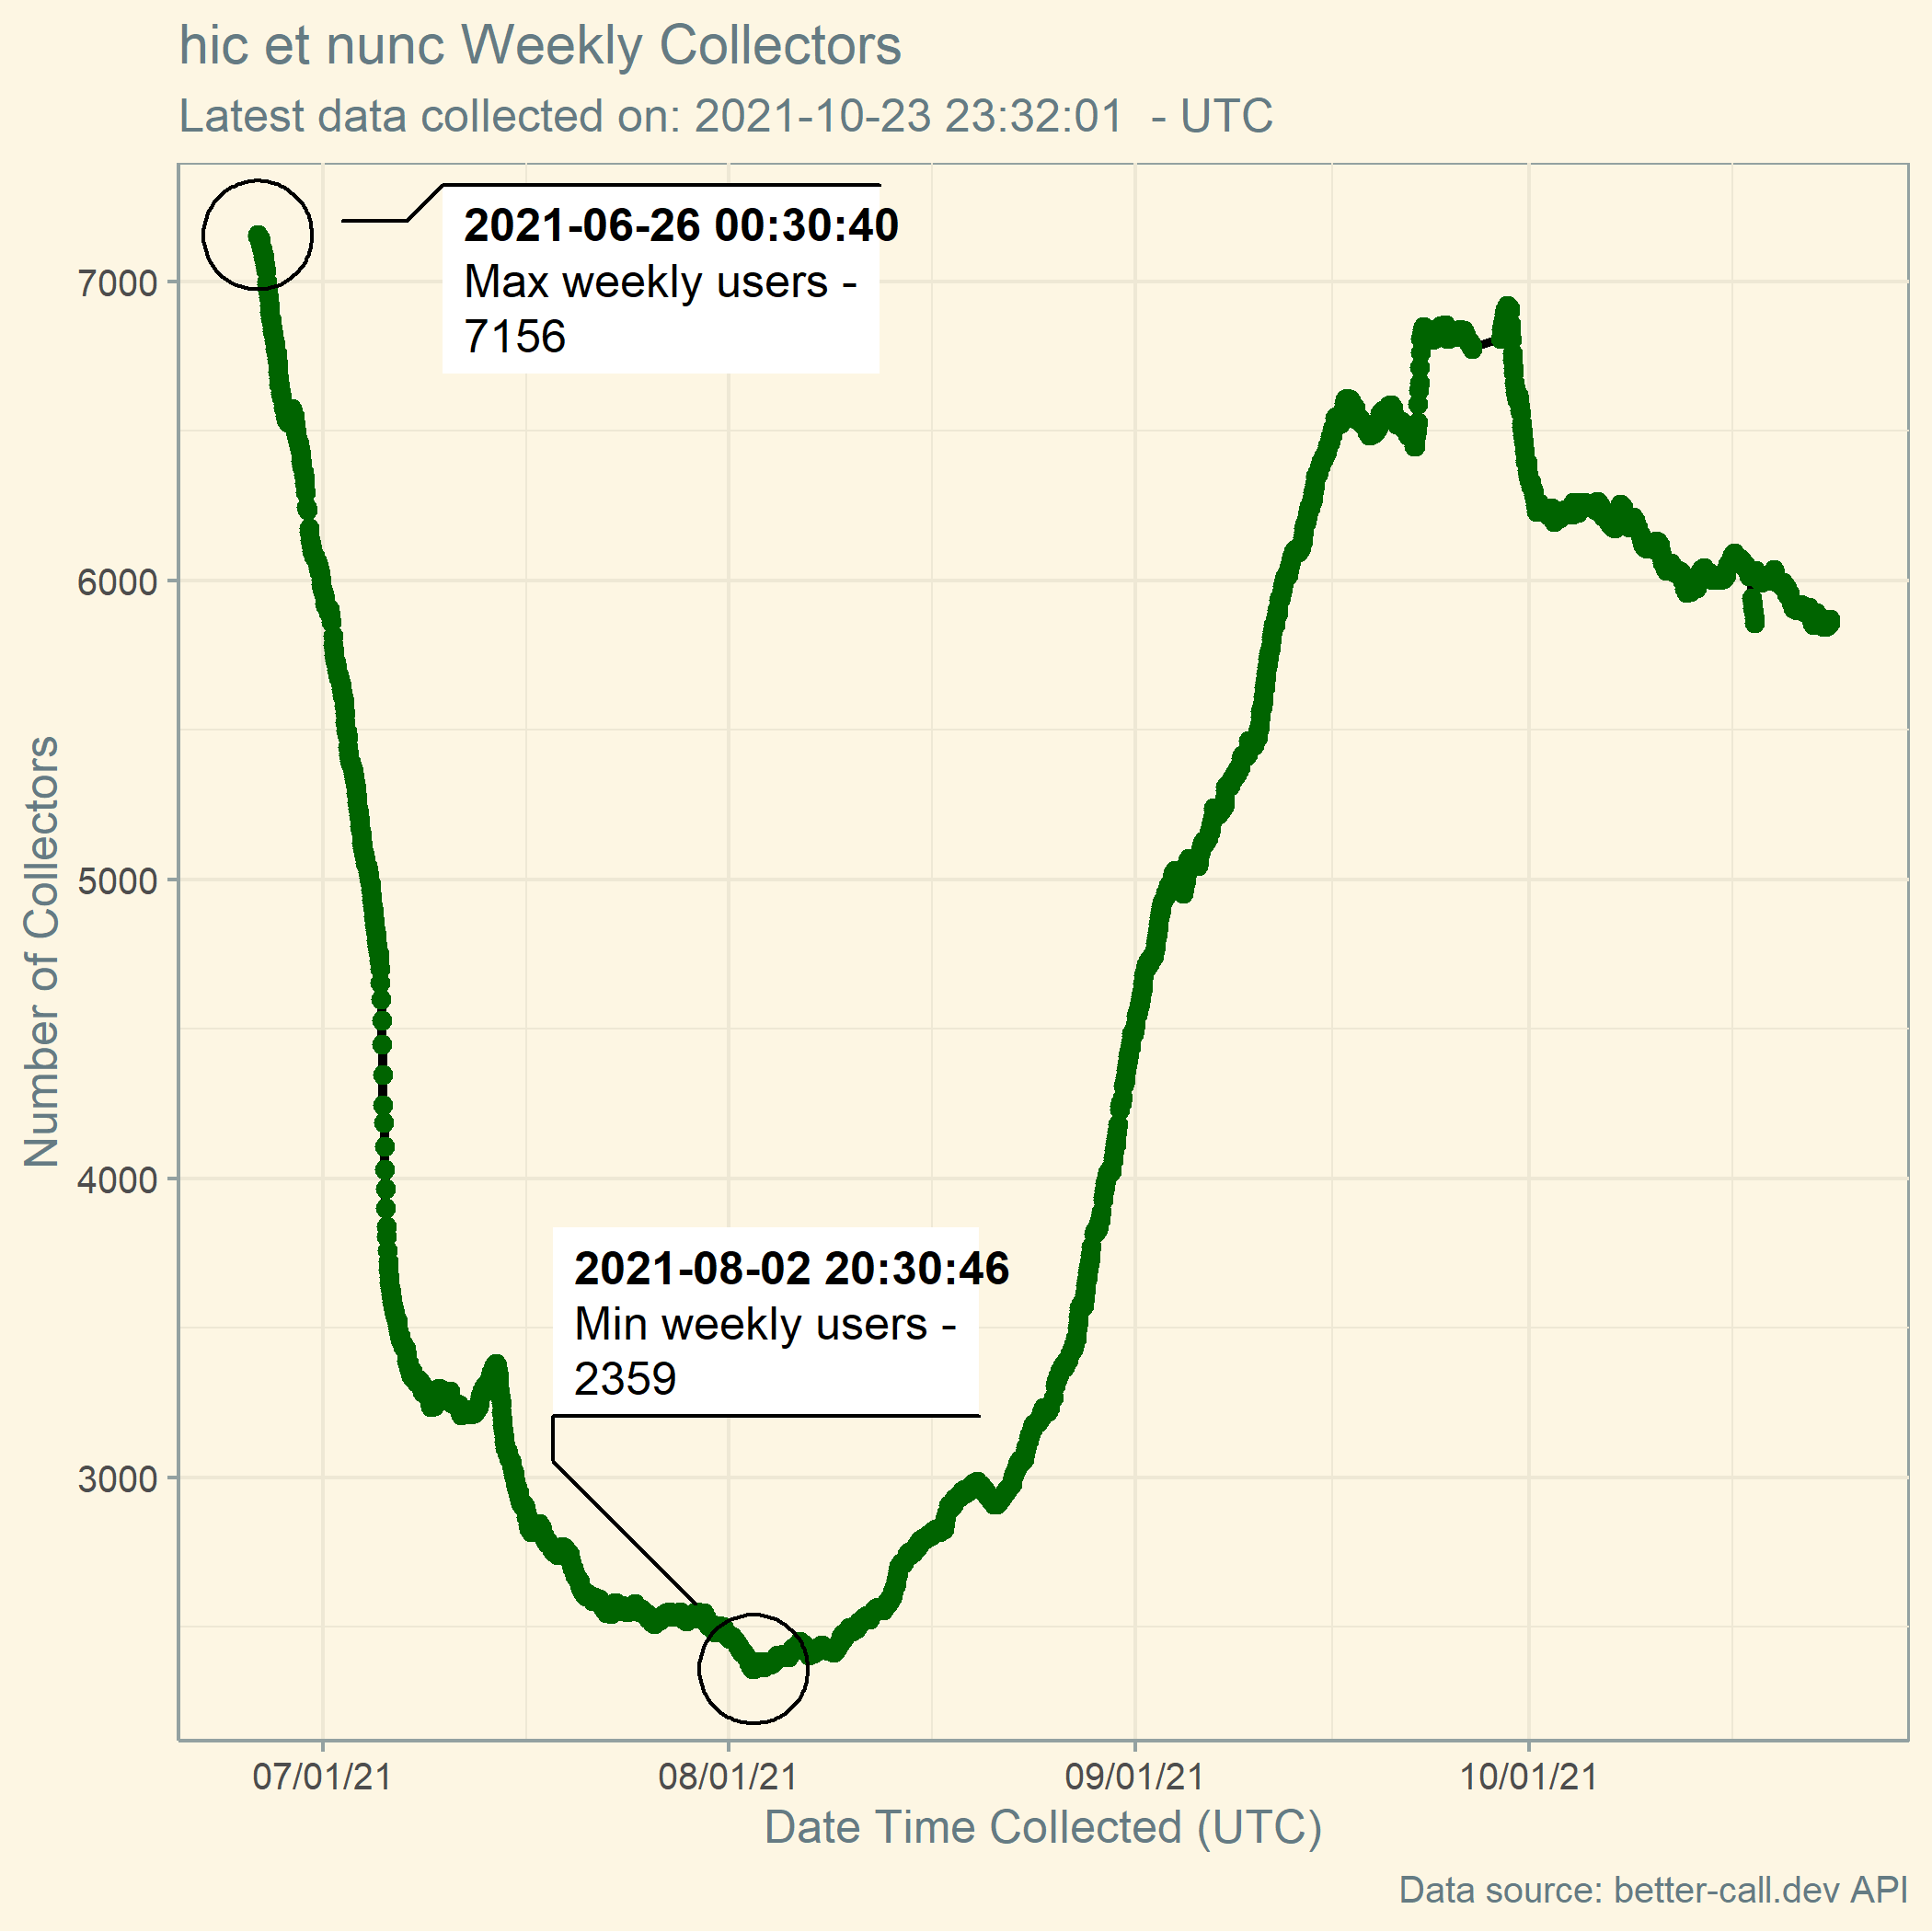 hic et nunc Weekly Collectors
Latest data collected on: 2021-10-23 23:32:01  - UTC
2021-06-26 00:30:40
Max weekly users -
7156
7000
6000
5000
4000
3000
Number of Collectors
2021-08-02 20:30:46
Min weekly users -
2359
07/01/21
08/01/21
09/01/21
10/01/21
Date Time Collected (UTC)
Data source: better-call.dev API